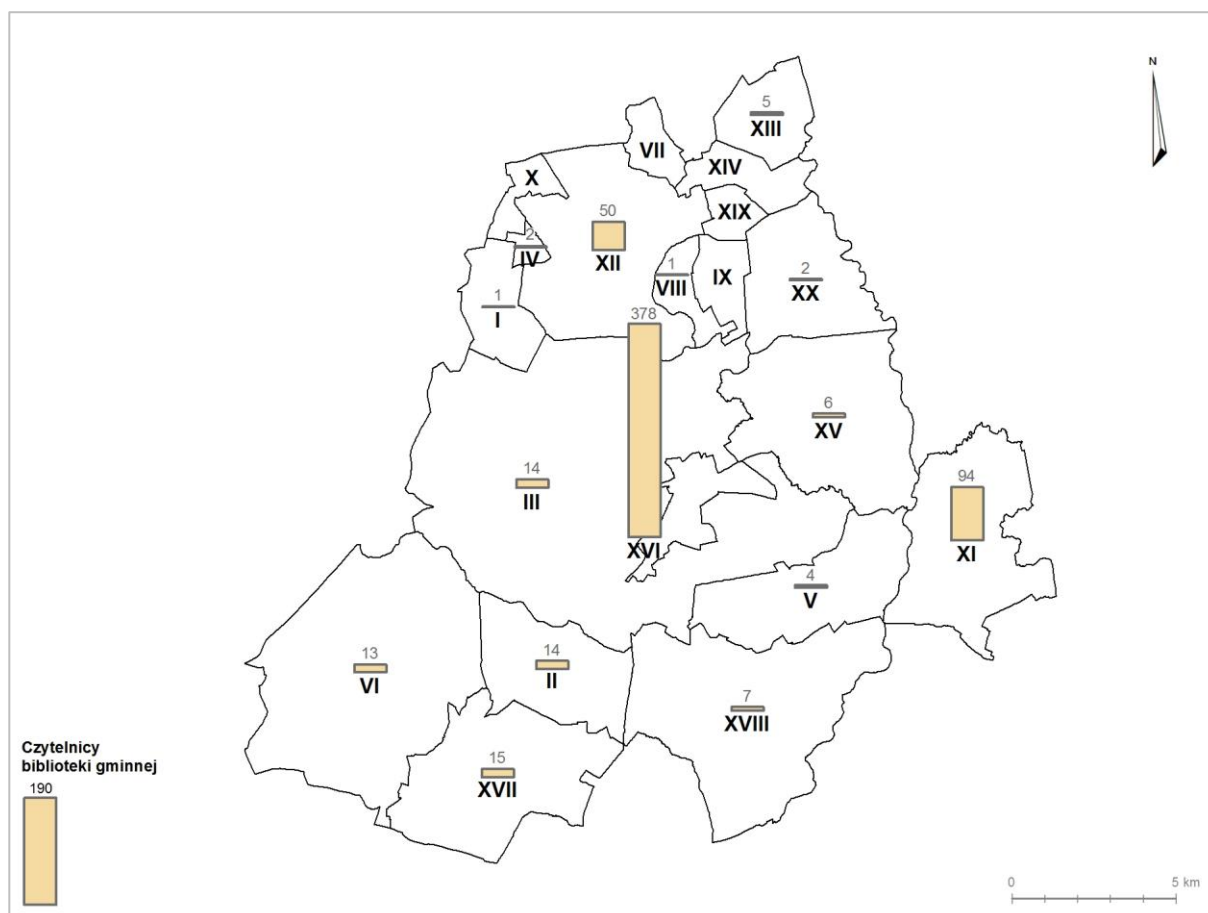 N
5
XIII
VII
XIV
X
XIX
50
XII
2
IV
1
VIII
IX
2
XX
1
I
378
6
XV
14
III
94
XI
XVI
4
V
13
VI
14
II
7
XVIII
15
XVII
Czytelnicy
biblioteki gminnej
190
0
5 km